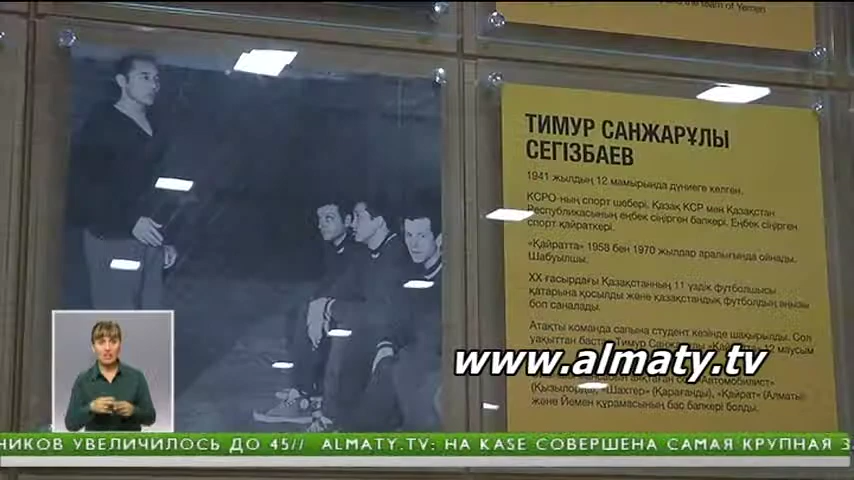 the team of Yemen
ТИМУР САНЖАРҰЛЫ
СЕГІЗБАЕВ
1941 жылдың 12 мамырында дүниеге келген.
КСРО-ның спорт шебері. Қазақ КСР мен Қазақстан
Республикасының еңбек сіңірген бапкері. Еңбек сіңірген
спорт қайраткері.
«Қайратта» 1958 бен 1970 жылдар аралығында ойнады.
Шабуылшы.
ХХ ғасырдағы Қазақстанның 11 үздік футболшысы
қатарына қосылды және қазақстандық футболдың аңызы
боп саналады.
Атақты команда сапына студент кезінде шақырылды. Сол
уақыттан бастап Тимур «Қайратта» 12 маусым
www.almaty.tv
«Автомобилист»
(Қызылорда), «Шахтер» (Қарағанды), «Қайрат» (Алматы)
және Йемен құрамасының бас бапкері болды.
НИКОВ УВЕЛИЧИЛОСЬ ДО 45// ALMATY.TV: НА KASE СОВЕРШЕНА САМАЯ КРУПНАЯ